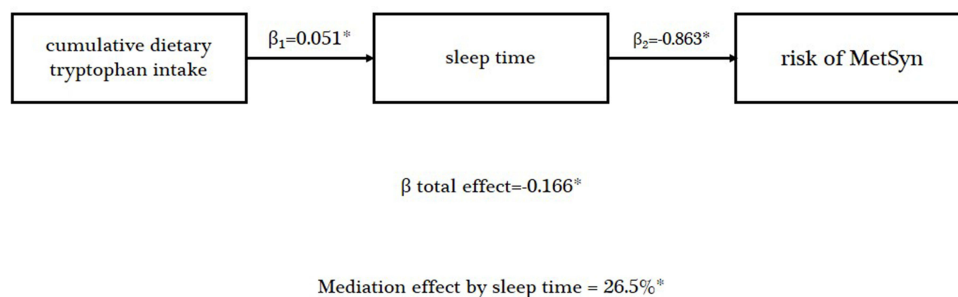 cumulative dietary
tryptophan intake
β₁=0.051*
sleep time
β₂=-0.863*
risk of MetSyn
β total effect=-0.166*
Mediation effect by sleep time = 26.5%*